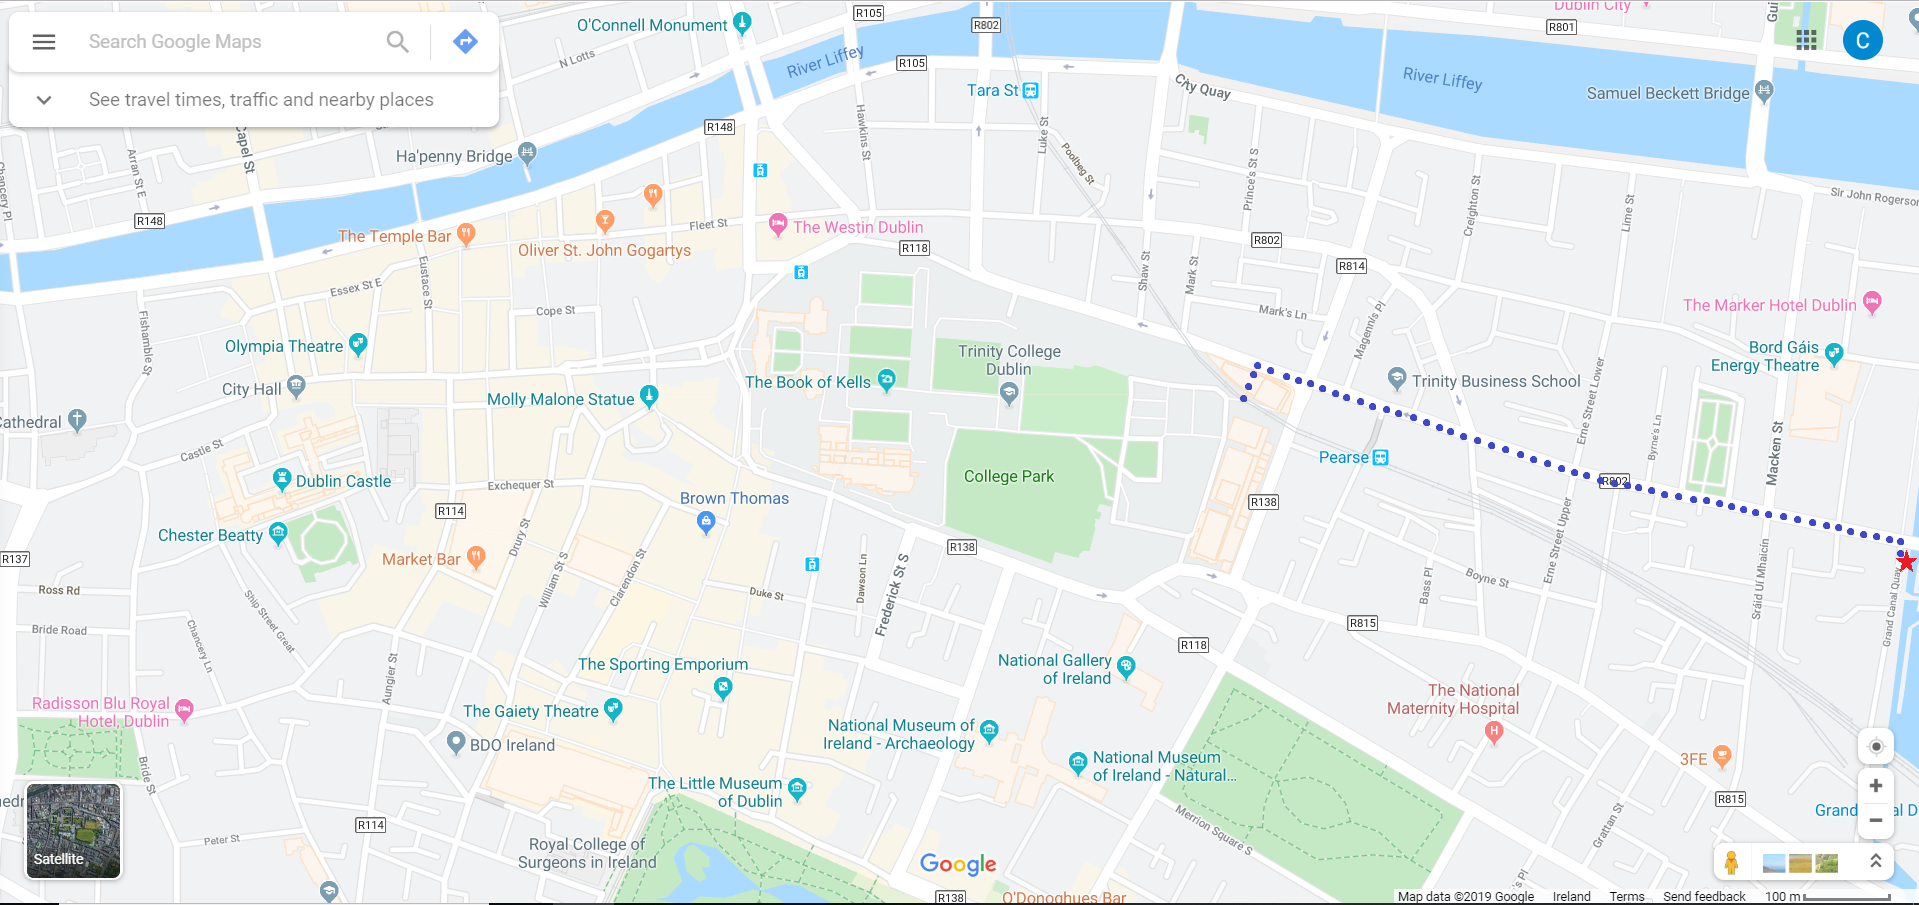 Search Google Maps
See travel times, traffic and nearby places
C
O'Connell Monument
R105
R802
Dublin City
R801
N Lotts
River Liffey
R105
Tara St
City Quay
River Liffey
Samuel Beckett Bridge
Capel St
R148
Ha'penny Bridge
Hawkins St
Luke St
Poolbeg St
Prince's St S
Arran St E
Chancery Pl
Creighton St
Lime St
Sir John Rogerson
R148
The Temple Bar
Oliver St. John Gogartys
Fleet St
The Westin Dublin
R118
R802
R814
Eustace St
Essex St E
Shaw St
Mark St
Mark's Ln
Magennis Pl
The Marker Hotel Dublin
Fishamble St
Cope St
Olympia Theatre
Trinity College
Dublin
Bord Gáis
Energy Theatre
City Hall
Molly Malone Statue
The Book of Kells
Trinity Business School
Erne Street Lower
Byrne's Ln
Macken St
athedral
Castle St
Pearse
Dublin Castle
Exchequer St
College Park
R802
Brown Thomas
R114
R138
Chester Beatty
Market Bar
Drury St
R138
R137
William St S
Clarendon St
Dawson Ln
Frederick St S
Erne Street Upper
Boyne St
Bass Pl
Sráid Uí Mhaicín
Grand Canal Quay
Ross Rd
Bride Road
Ship Street Great
Chancery Ln
Duke St
R815
R118
Aungier St
The Sporting Emporium
National Gallery
of Ireland
The National
Maternity Hospital
Radisson Blu Royal
Hotel, Dublin
The Gaiety Theatre
BDO Ireland
National Museum of
Ireland - Archaeology
National Museum
of Ireland - Natural...
3FE
Bride St
The Little Museum
of Dublin
R815
Merrion Square S
Grattan St
R114
Peter St
Royal College of
Surgeons in Ireland
Satellite
Google
R138
O'Donoghues Bar
Map data ©2019 Google
Ireland
Terms
Send feedback
100 m